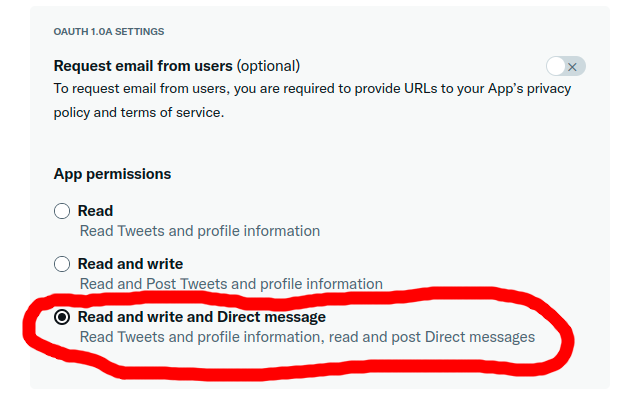 OAUTH 1.0A SETTINGS
Request email from users (optional)
To request email from users, you are required to provide URLs to your App's privacy
policy and terms of service.
App permissions
Read
Read Tweets and profile information
Read and write
Read and Post Tweets and profile information
Read and write and Direct message
Read Tweets and profile information, read and post Direct messages